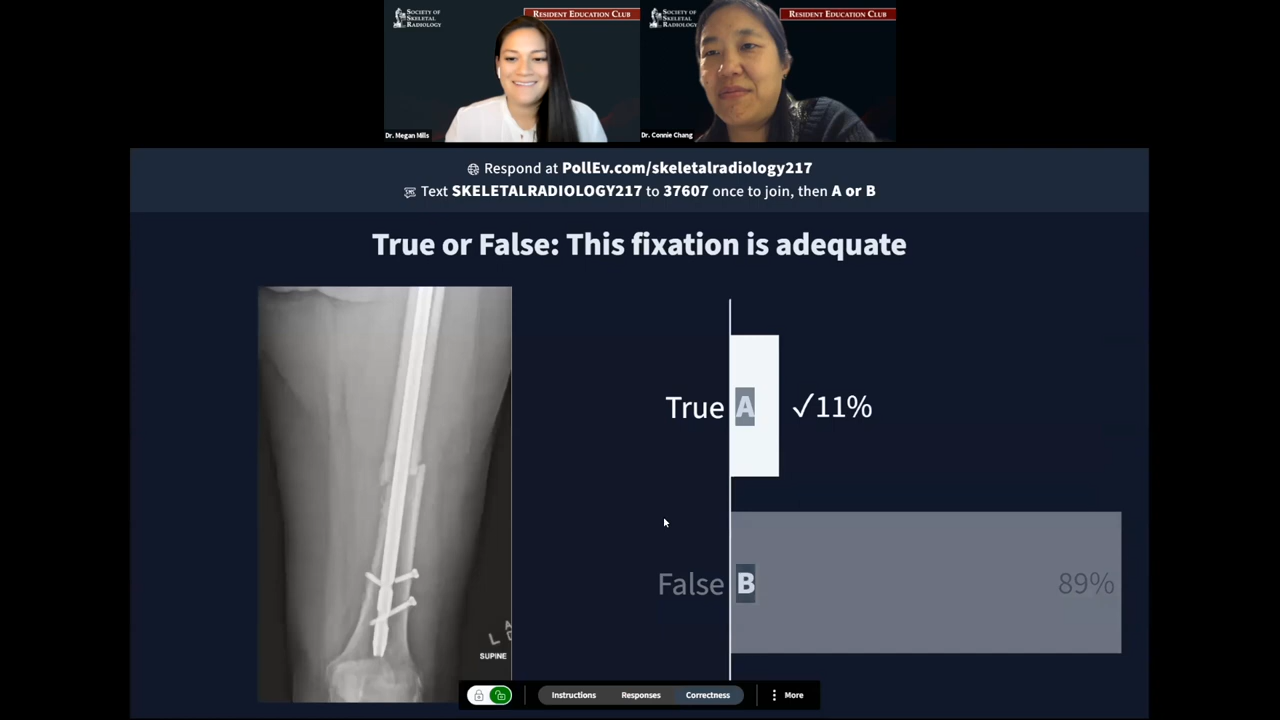 SOCIETY OF
SKELETAL
RADIOLOGY
RESIDENT EDUCATION CLUB
Dr. Megan Mills
SOCIETY OF
SKELETAL
RADIOLOGY
RESIDENT EDUCATION CLUB
Dr. Connie Chang
Respond at PollEv.com/skeletalradiology217
Text SKELETALRADIOLOGY217 to 37607 once to join, then A or B
True or False: This fixation is adequate
True A ✓11%
False B 89%
L
SUPINE
Instructions Responses Correctness More